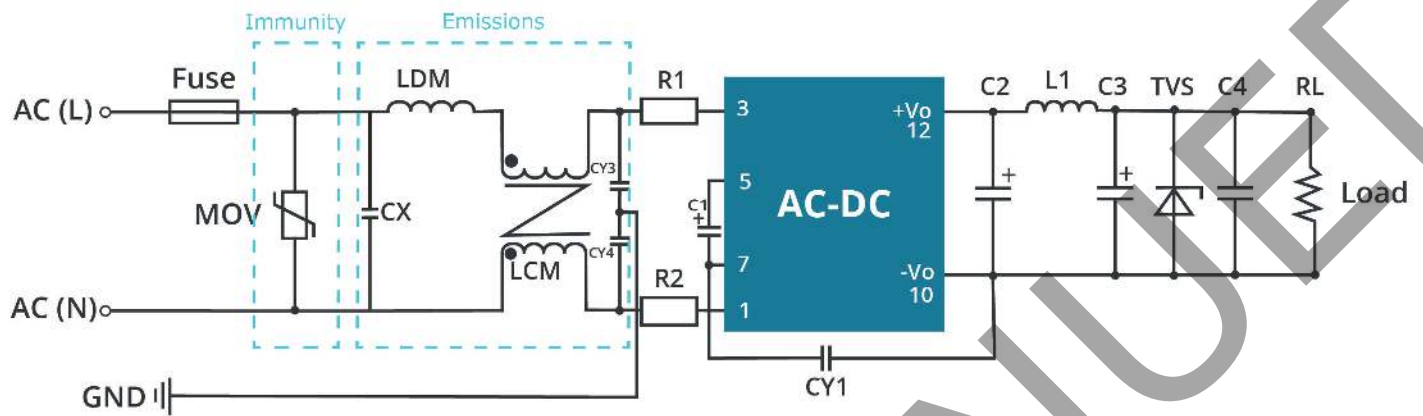 Immunity
Emissions
Fuse
LDM
R1
C2
L1
C3
TVS
C4
RL
AC (L)
3
+Vo
12
CY3
5
MOV
CX
C1
+
AC-DC
+
+
Load
CY4
LCM
7
-Vo
10
R2
AC (N)
1
CY1
GND